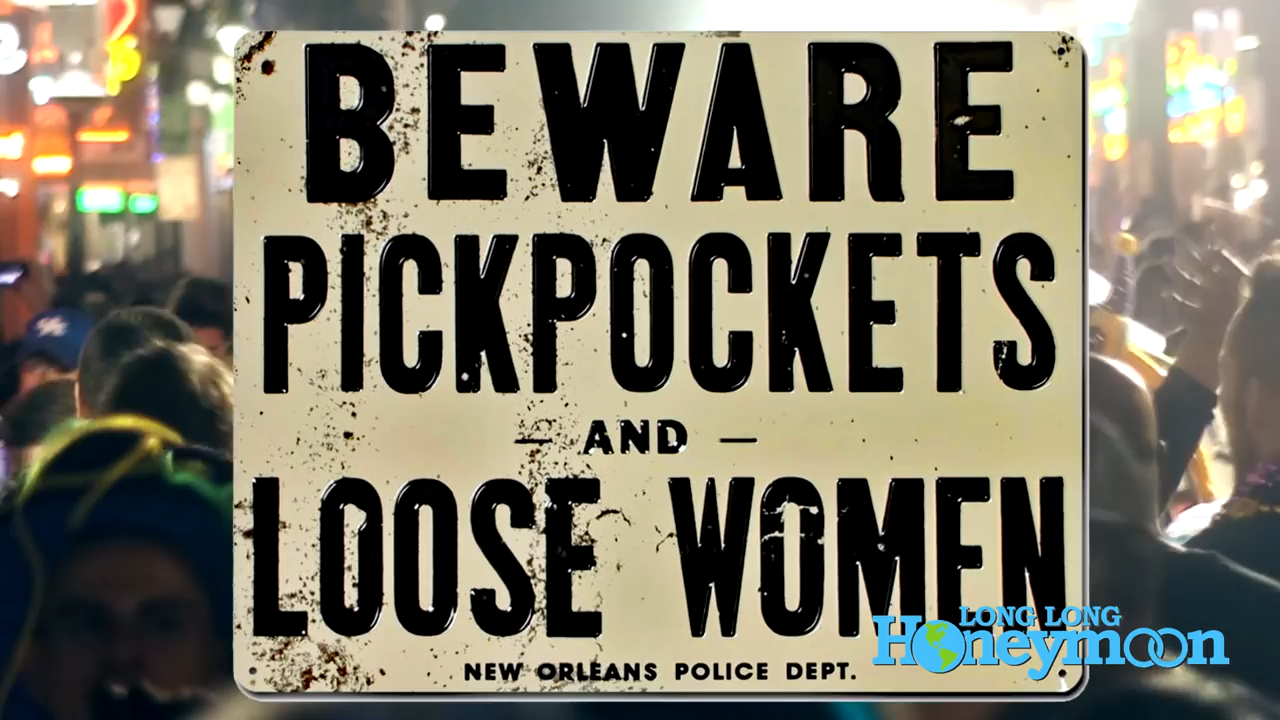 BEWARE
PICKPOCKETS
— AND —
LOOSE WOMEN
NEW ORLEANS POLICE DEPT.
LONG LONG
Honeymoon